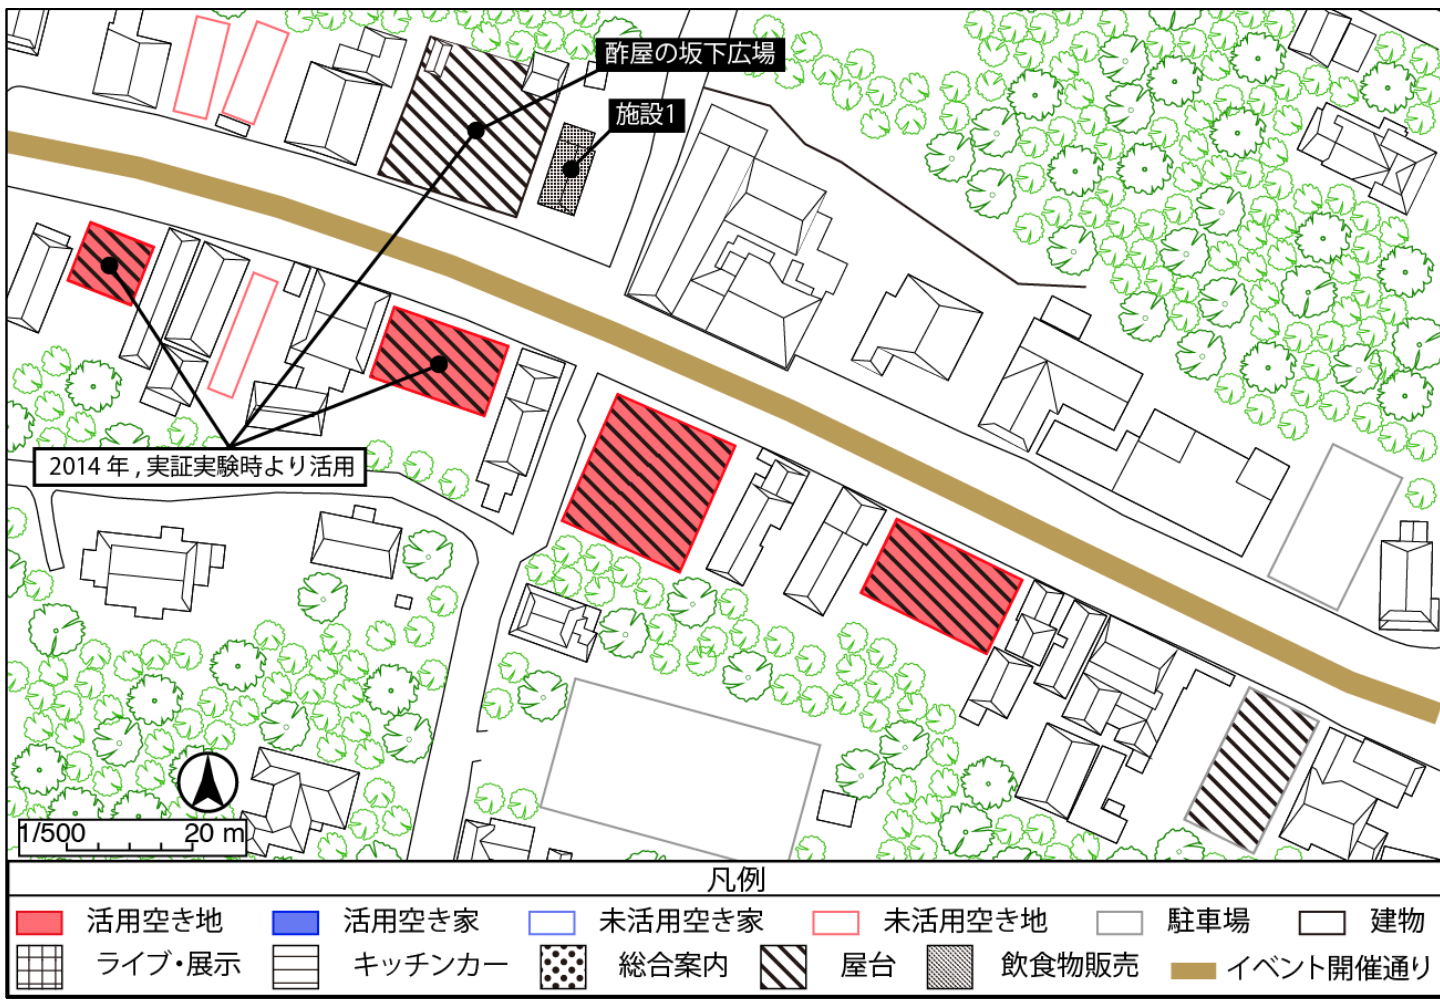 酢屋の坂下広場
施設1
2014 年 , 実証実験時より活用
1/500 20 m
凡例
活用空き地 活用空き家 未活用空き家 未活用空き地 駐車場 建物
ライブ・展示 キッチンカー 総合案内 屋台 飲食物販売 イベント開催通り